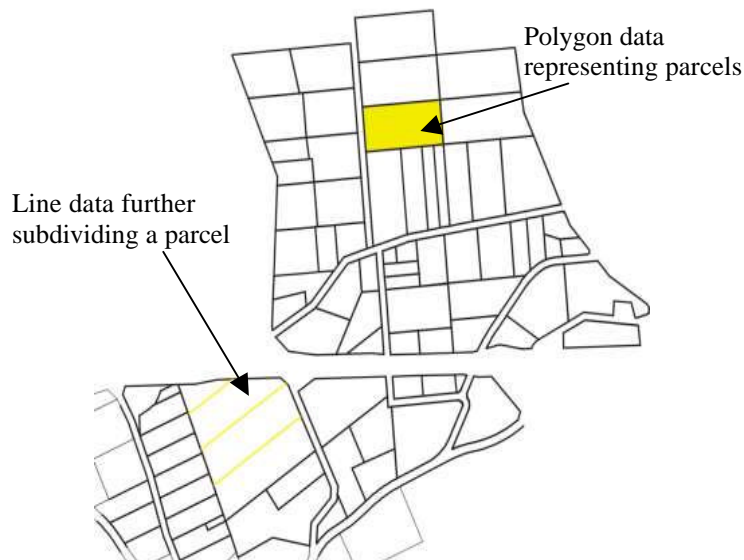 Polygon data
representing parcels
Line data further
subdividing a parcel